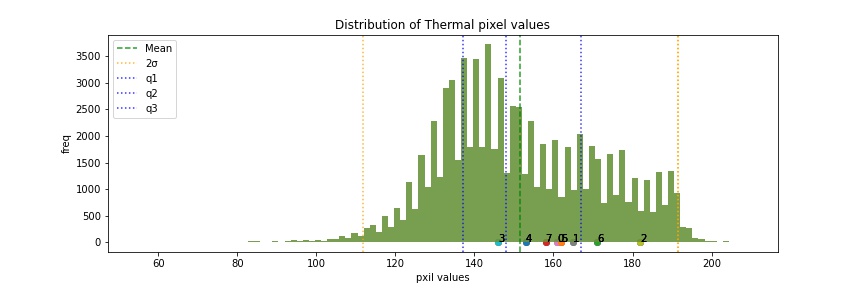 Distribution of Thermal pixel values
Mean
2σ
q1
q2
q3
freq
3500
3000
2500
2000
1500
1000
500
0
3 4 7 0 5 1 6 2
60 80 100 120 140 160 180 200
pxil values